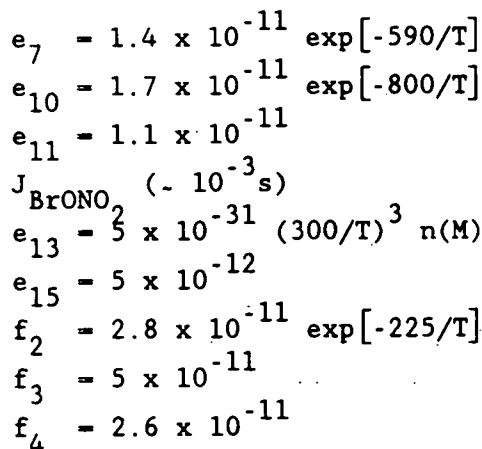 e₇ = 1.4 x 10⁻¹¹ exp[-590/T]
e₁₀ = 1.7 x 10⁻¹¹ exp[-800/T]
e₁₁ = 1.1 x 10⁻¹¹
J_BrONO₂ (~ 10⁻³s)
e₁₃ = 5 x 10⁻³¹ (300/T)³ n(M)
e₁₅ = 5 x 10⁻¹²
f₂ = 2.8 x 10⁻¹¹ exp[-225/T]
f₃ = 5 x 10⁻¹¹
f₄ = 2.6 x 10⁻¹¹